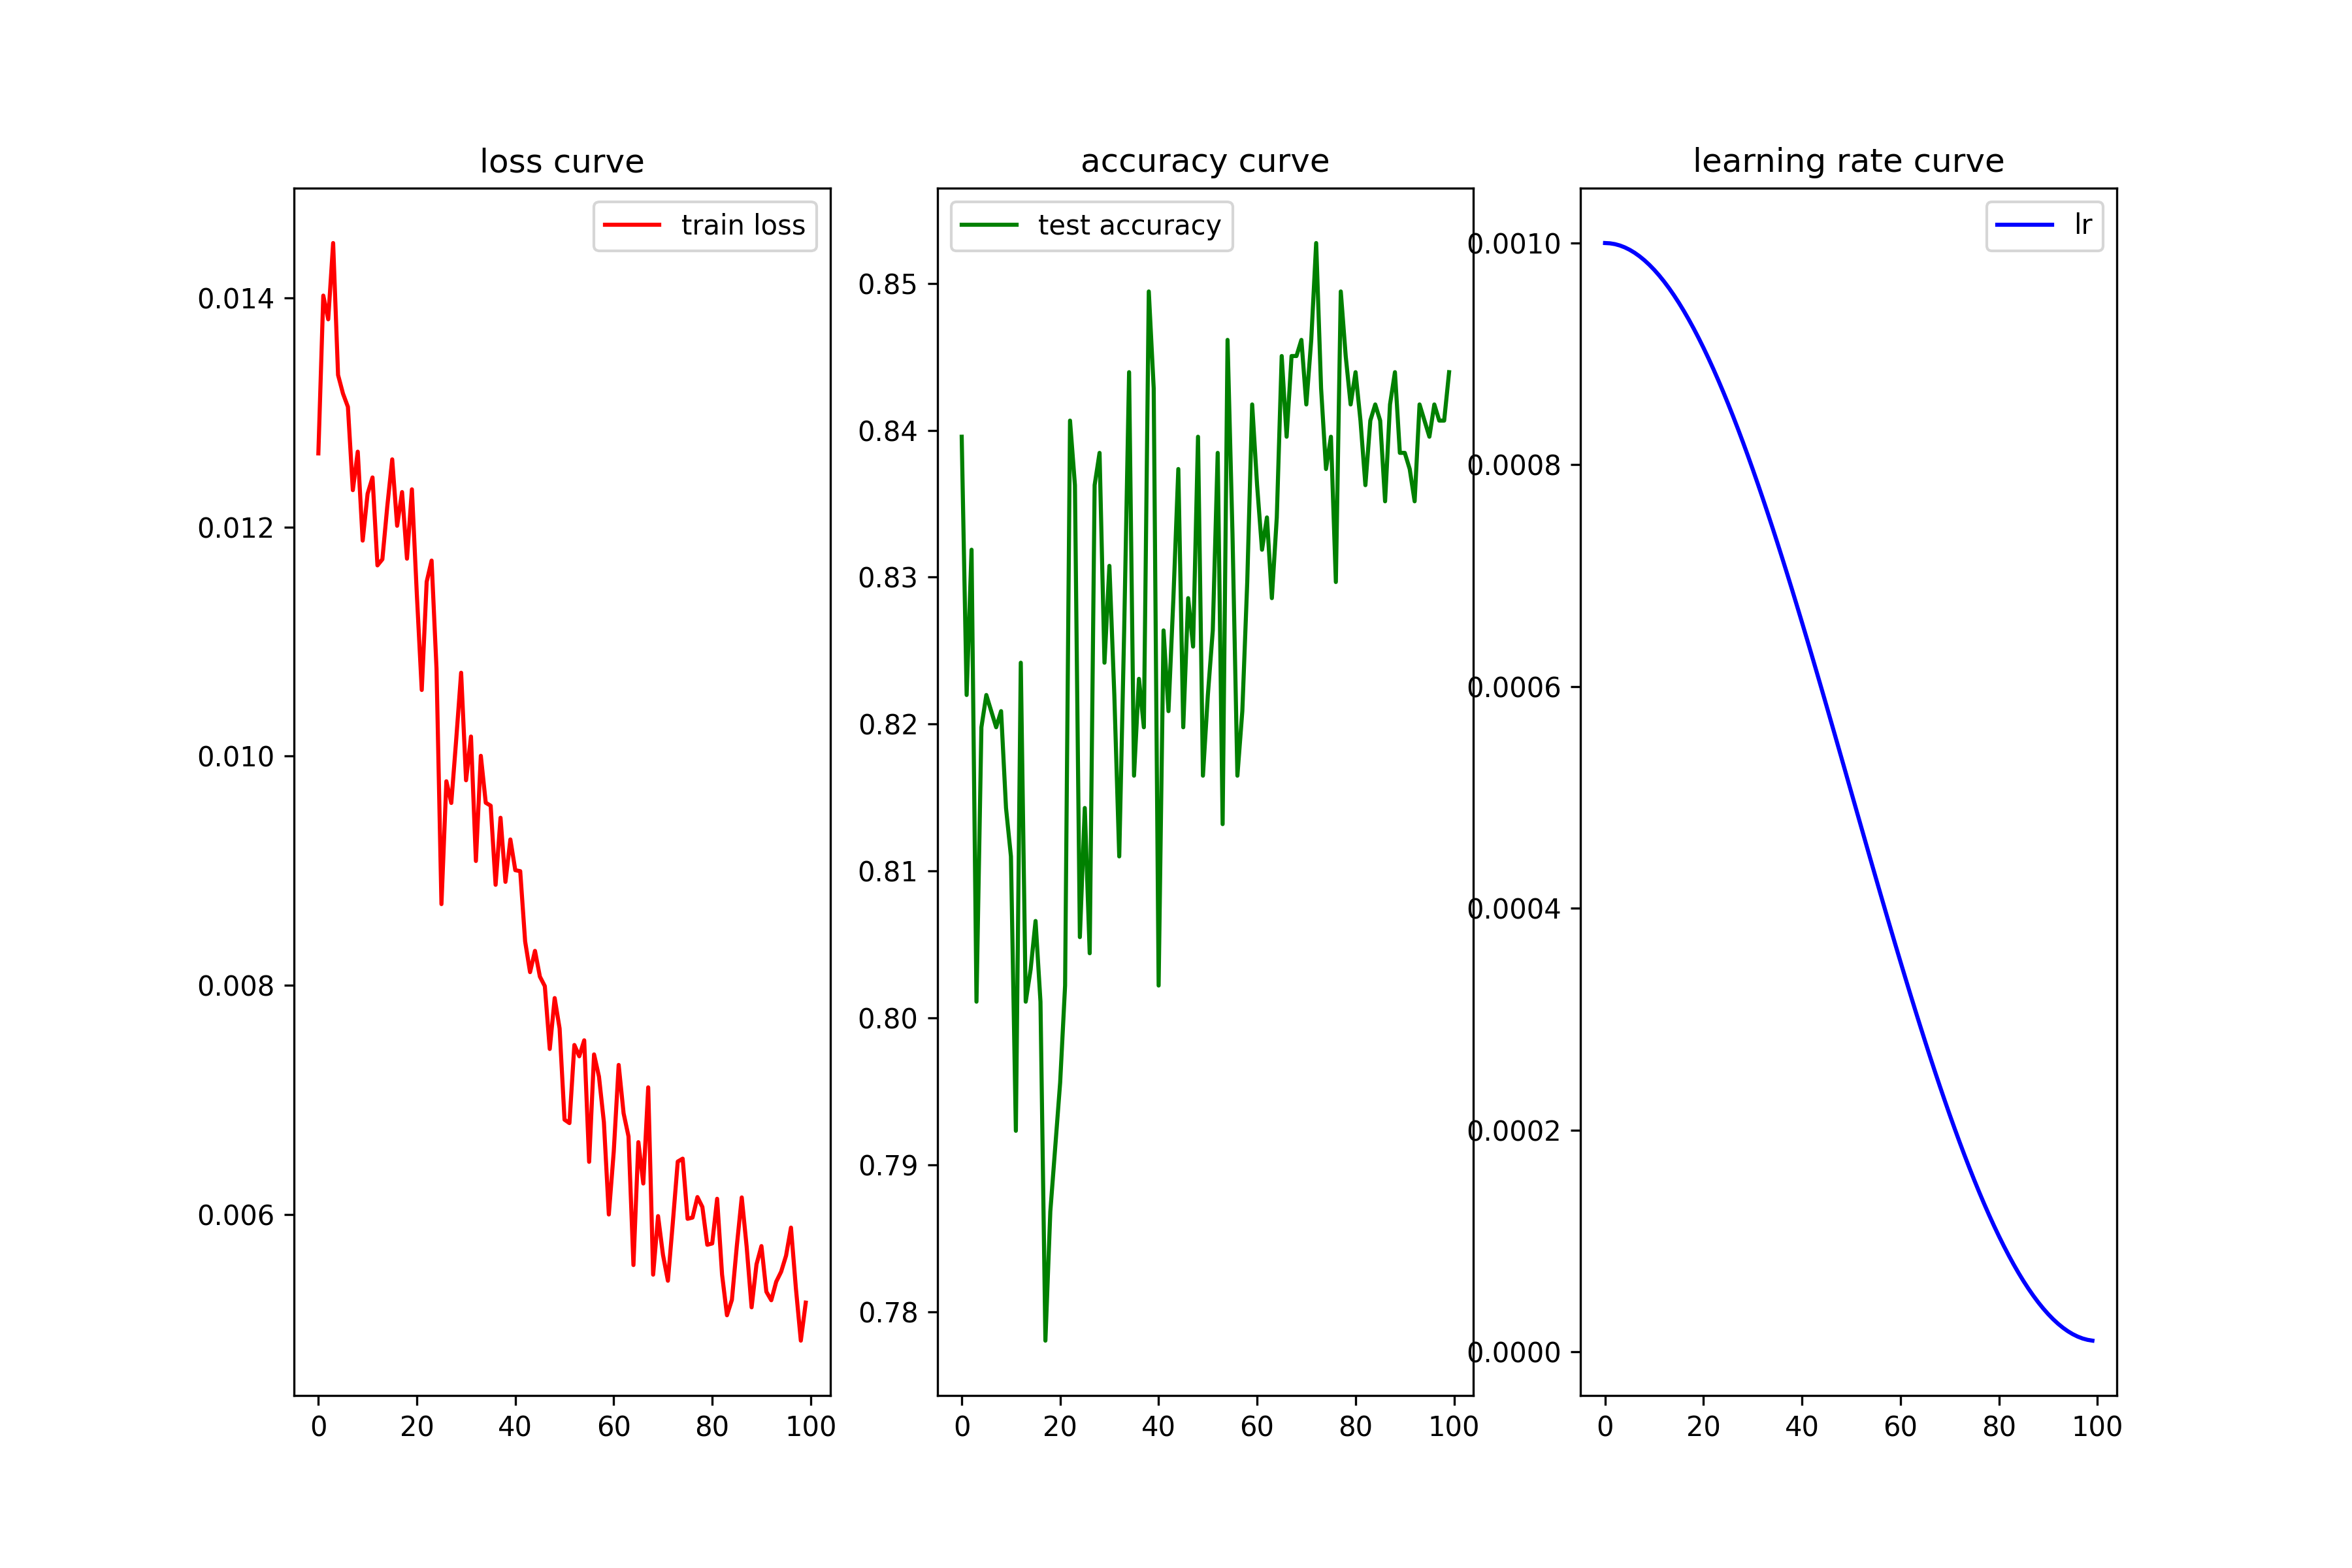 loss curve
train loss
0.014
0.012
0.010
0.008
0.006
0 20 40 60 80 100
accuracy curve
test accuracy
0.85
0.84
0.83
0.82
0.81
0.80
0.79
0.78
0 20 40 60 80 100
learning rate curve
lr
0.0010
0.0008
0.0006
0.0004
0.0002
0.0000
0 20 40 60 80 100